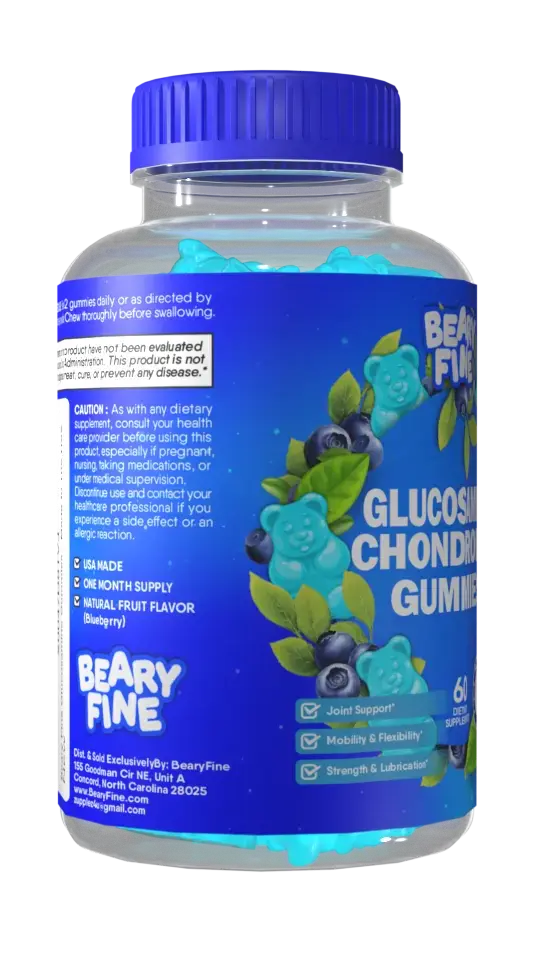 2 gummies daily or as directed by
Chew thoroughly before swallowing.
product have not been evaluated
Administration. This product is not
treat, cure, or prevent any disease.*
CAUTION : As with any dietary
supplement, consult your health
care provider before using this
product, especially if pregnant,
nursing, taking medications, or
under medical supervision.
Discontinue use and contact your
healthcare professional if you
experience a side effect or an
allergic reaction.
USA MADE
ONE MONTH SUPPLY
NATURAL FRUIT FLAVOR
(Blueberry)
BEARY
FINE
Dist. & Sold ExclusivelyBy: BearyFine
155 Goodman Cir NE, Unit A
Concord, North Carolina 28025
www.BearyFine.com
BEARY
FINE
GLUCOSAM
CHONDRO
GUMMIE
60
DIETARY
SUPPLEMENT
Joint Support*
Mobility & Flexibility*
Strength & Lubrication*